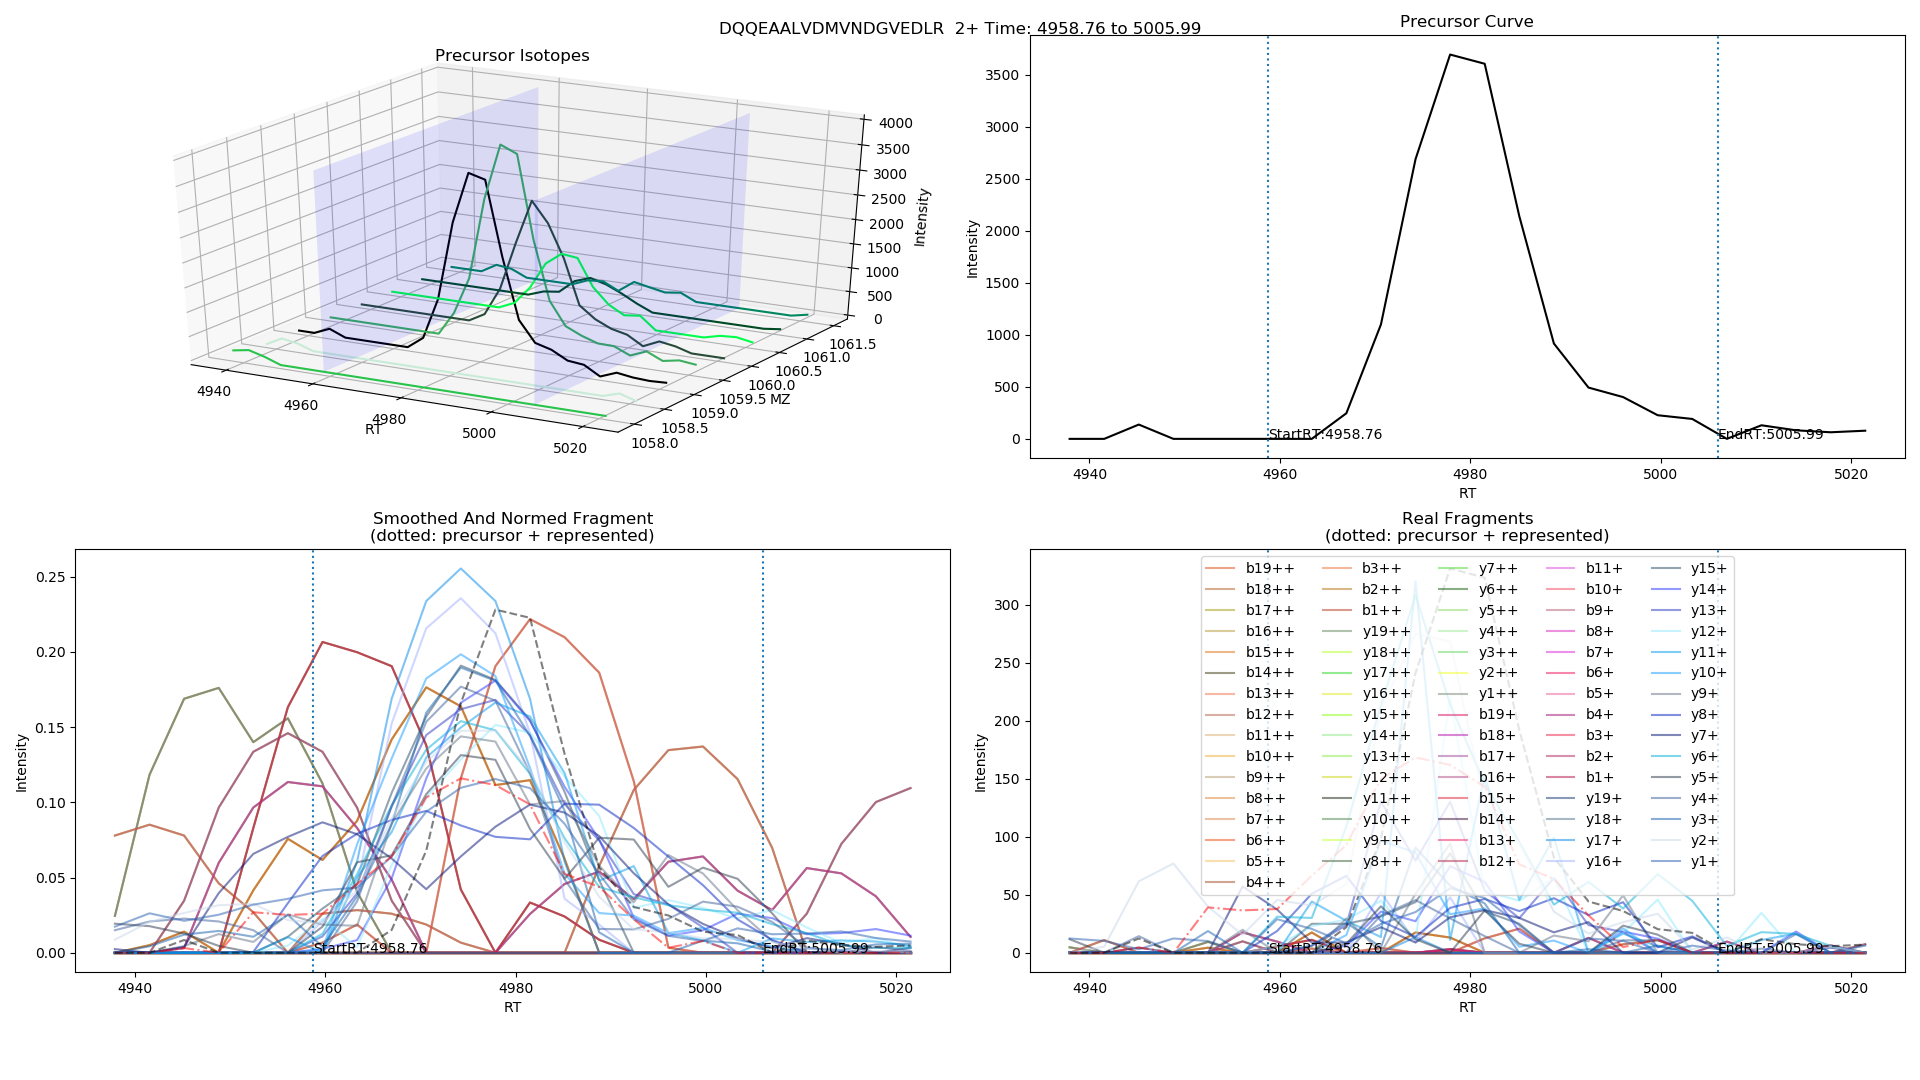 DQQEAALVDMVNDGVEDLR  2+ Time: 4958.76 to 5005.99
Precursor Isotopes
4000
3500
3000
2500
2000
1500
1000
500
0
Intensity
4940
4960
4980
5000
5020
RT
1058.0
1058.5
1059.0
1059.5
1060.0
1060.5
1061.0
1061.5
MZ
Precursor Curve
3500
3000
2500
2000
1500
1000
500
0
Intensity
StartRT:4958.76
EndRT:5005.99
4940
4960
4980
5000
5020
RT
Smoothed And Normed Fragment
(dotted: precursor + represented)
0.25
0.20
0.15
0.10
0.05
0.00
Intensity
StartRT:4958.76
EndRT:5005.99
4940
4960
4980
5000
5020
RT
Real Fragments
(dotted: precursor + represented)
300
250
200
150
100
50
0
Intensity
b19++
b18++
b17++
b16++
b15++
b14++
b13++
b12++
b11++
b10++
b9++
b8++
b7++
b6++
b5++
b4++
b3++
b2++
b1++
y19++
y18++
y17++
y16++
y15++
y14++
y13++
y12++
y11++
y10++
y9++
y8++
y7++
y6++
y5++
y4++
y3++
y2++
y1++
b19+
b18+
b17+
b16+
b15+
b14+
b13+
b12+
b11+
b10+
b9+
b8+
b7+
b6+
b5+
b4+
b3+
b2+
b1+
y19+
y18+
y17+
y16+
y15+
y14+
y13+
y12+
y11+
y10+
y9+
y8+
y7+
y6+
y5+
y4+
y3+
y2+
y1+
StartRT:4958.76
EndRT:5005.99
4940
4960
4980
5000
5020
RT